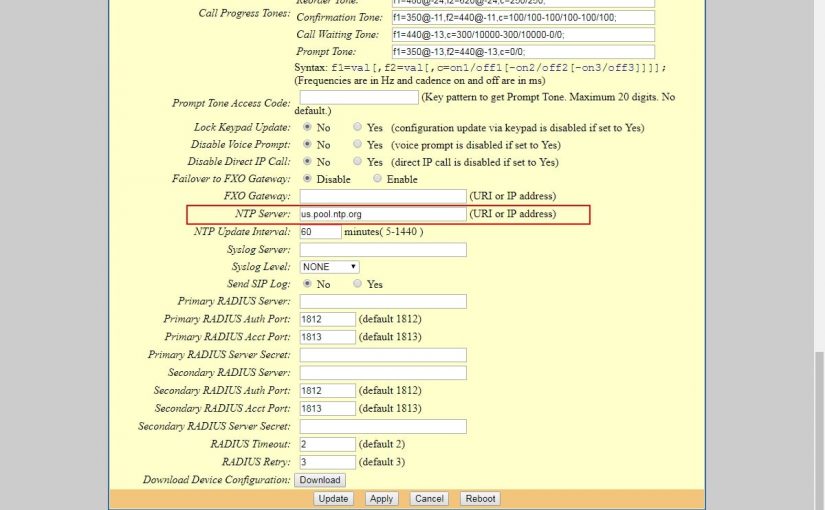 Call Progress Tones:
Confirmation Tone: f1=350@-11,f2=440@-11,c=100/100-100/100-100/100;
Call Waiting Tone: f1=440@-13,c=300/10000-300/10000-0/0;
Prompt Tone: f1=350@-13,f2=440@-13,c=0/0;
Syntax: f1=val[,f2=val[,c=on1/off1[-on2/off2[-on3/off3]]]];
(Frequencies are in Hz and cadence on and off are in ms)
Prompt Tone Access Code: (Key pattern to get Prompt Tone. Maximum 20 digits. No
default.)
Lock Keypad Update: No Yes (configuration update via keypad is disabled if set to Yes)
Disable Voice Prompt: No Yes (voice prompt is disabled if set to Yes)
Disable Direct IP Call: No Yes (direct IP call is disabled if set to Yes)
Failover to FXO Gateway: Disable Enable
FXO Gateway: (URI or IP address)
NTP Server: us.pool.ntp.org (URI or IP address)
NTP Update Interval: 60 minutes( 5-1440 )
Syslog Server:
Syslog Level: NONE
Send SIP Log: No Yes
Primary RADIUS Server:
Primary RADIUS Auth Port: 1812 (default 1812)
Primary RADIUS Acct Port: 1813 (default 1813)
Primary RADIUS Server Secret:
Secondary RADIUS Server:
Secondary RADIUS Auth Port: 1812 (default 1812)
Secondary RADIUS Acct Port: 1813 (default 1813)
Secondary RADIUS Server Secret:
RADIUS Timeout: 2 (default 2)
RADIUS Retry: 3 (default 3)
Download Device Configuration: Download
Update Apply Cancel Reboot